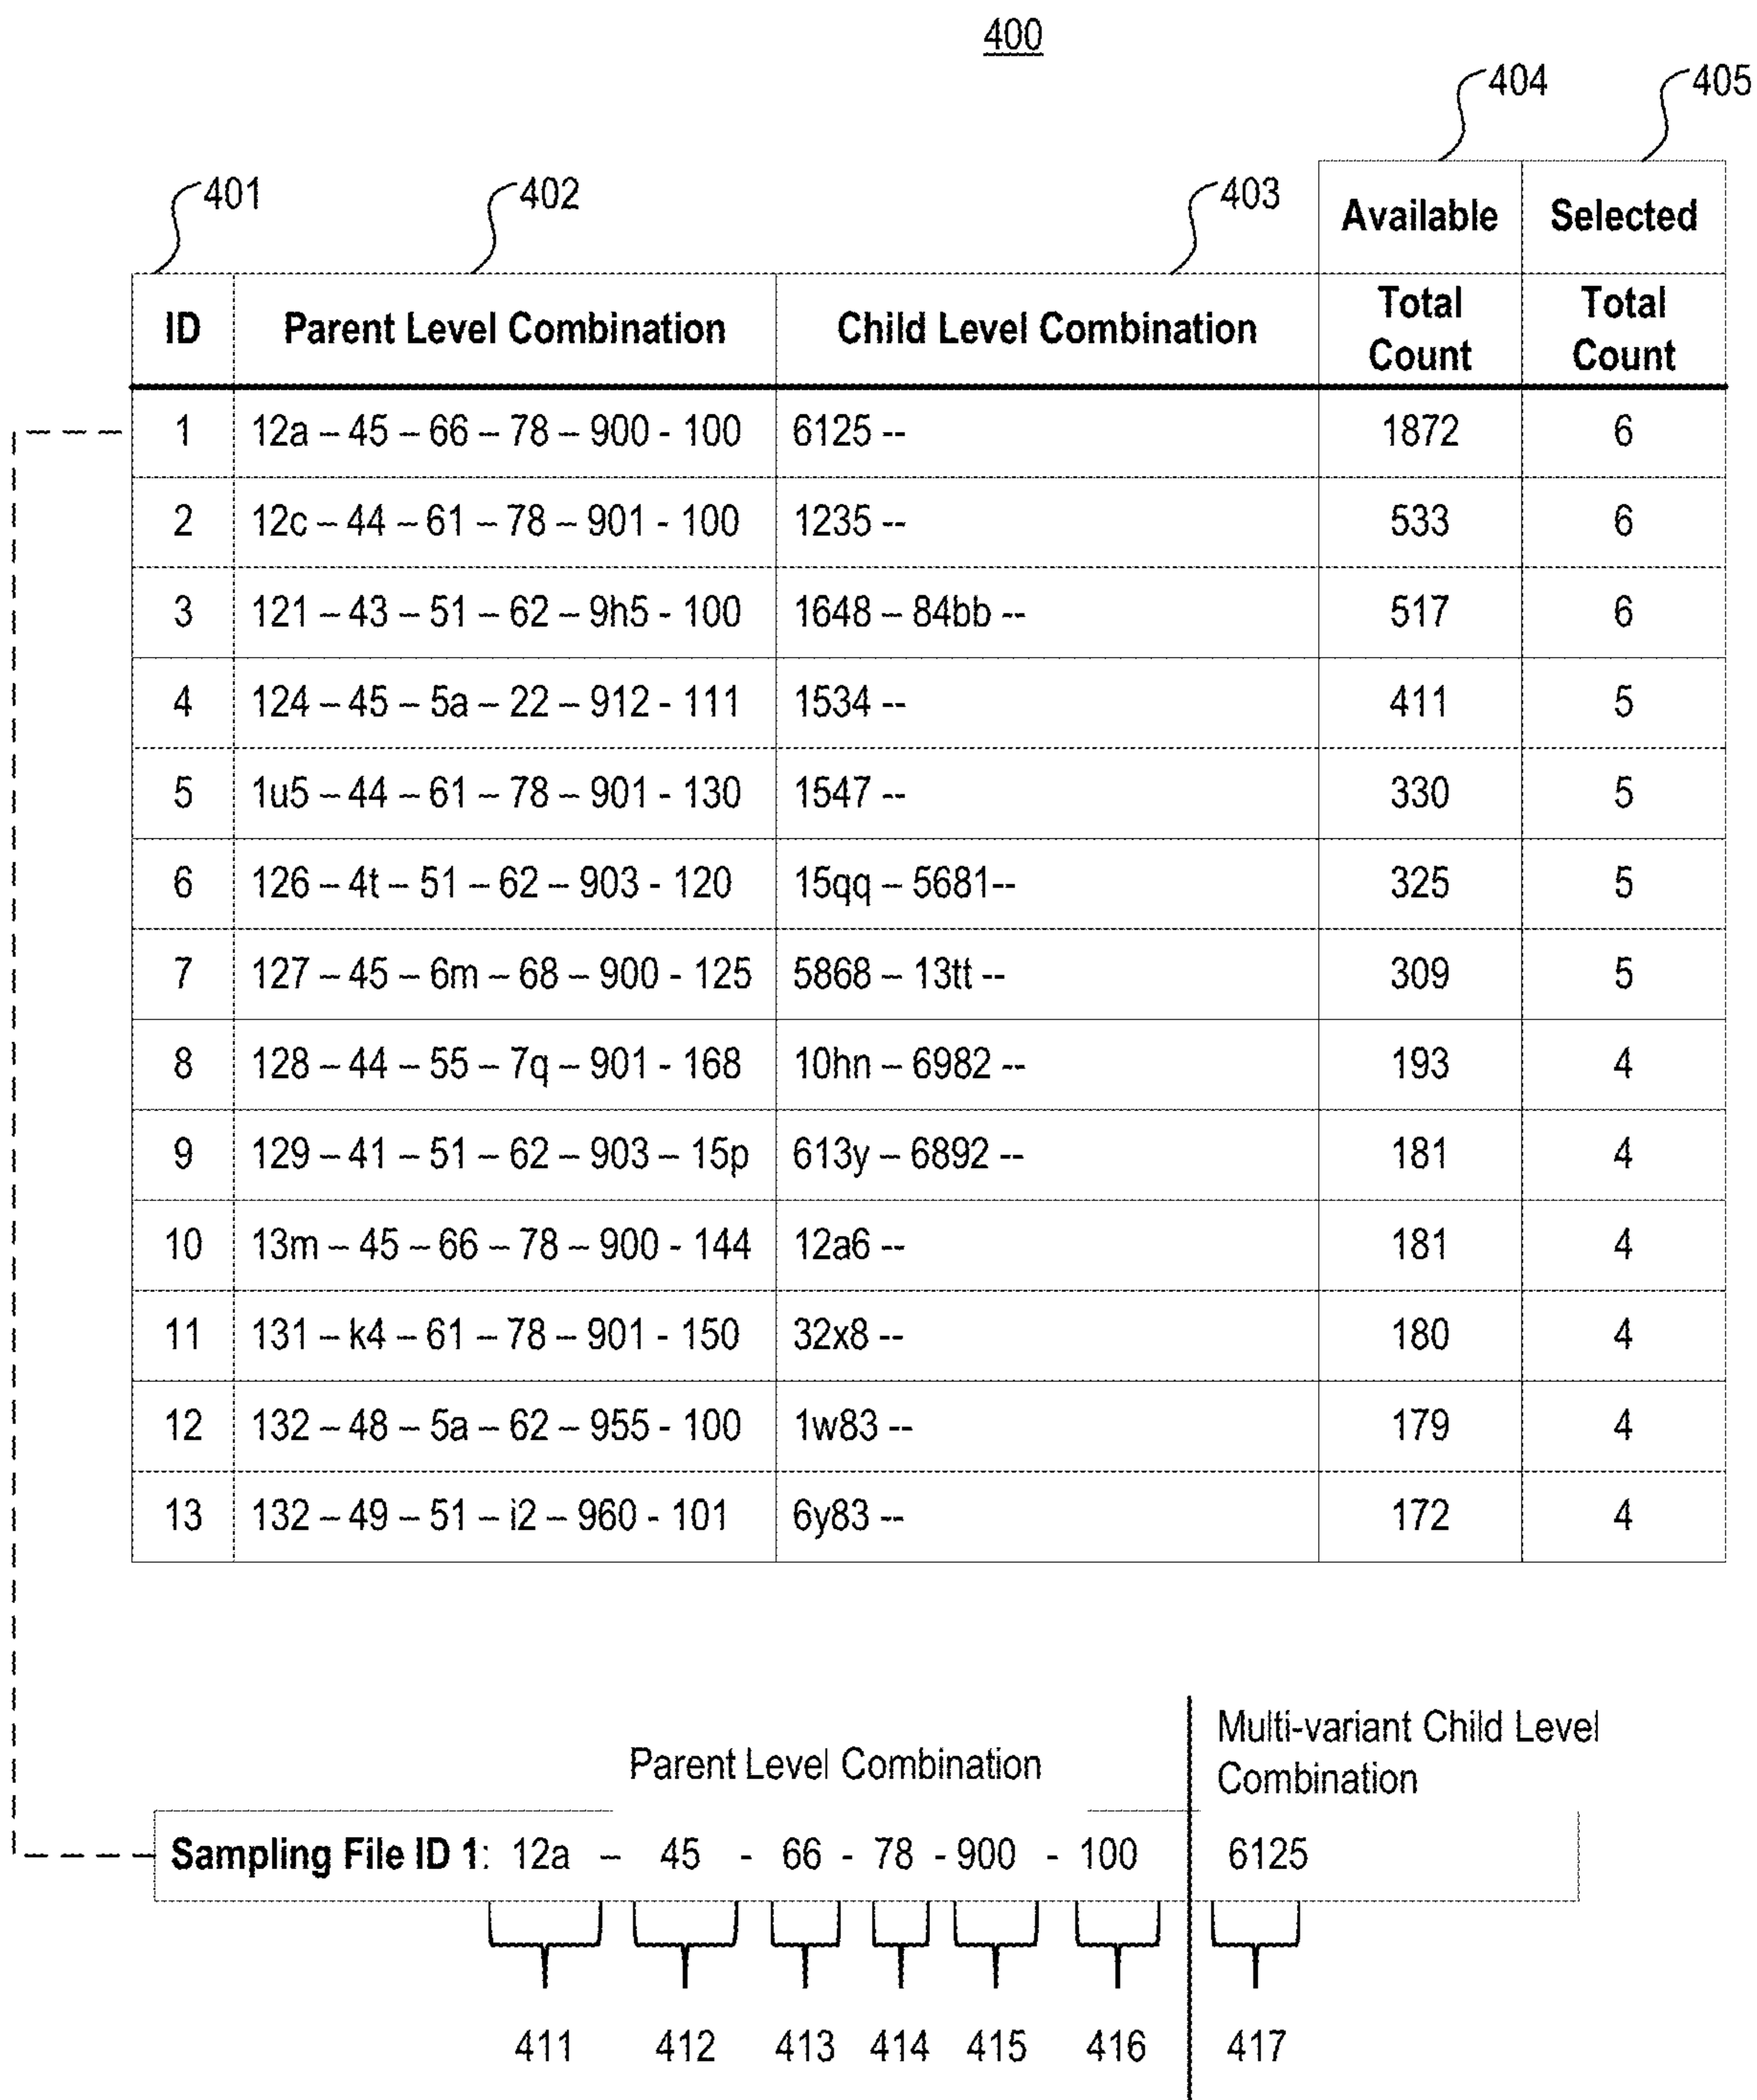 400
404 405
401 402 403
Available Selected
ID Parent Level Combination Child Level Combination Total Count Total Count
1 12a – 45 – 66 – 78 – 900 - 100 6125 -- 1872 6
2 12c – 44 – 61 – 78 – 901 - 100 1235 -- 533 6
3 121 – 43 – 51 – 62 – 9h5 - 100 1648 – 84bb -- 517 6
4 124 – 45 – 5a – 22 – 912 - 111 1534 -- 411 5
5 1u5 – 44 – 61 – 78 – 901 - 130 1547 -- 330 5
6 126 – 4t – 51 – 62 – 903 - 120 15qq – 5681-- 325 5
7 127 – 45 – 6m – 68 – 900 - 125 5868 – 13tt -- 309 5
8 128 – 44 – 55 – 7q – 901 - 168 10hn – 6982 -- 193 4
9 129 – 41 – 51 – 62 – 903 – 15p 613y – 6892 -- 181 4
10 13m – 45 – 66 – 78 – 900 - 144 12a6 -- 181 4
11 131 – k4 – 61 – 78 – 901 - 150 32x8 -- 180 4
12 132 – 48 – 5a – 62 – 955 - 100 1w83 -- 179 4
13 132 – 49 – 51 – i2 – 960 - 101 6y83 -- 172 4
Parent Level Combination
Multi-variant Child Level
Combination
Sampling File ID 1: 12a – 45 - 66 - 78 - 900 - 100 6125
411 412 413 414 415 416 417